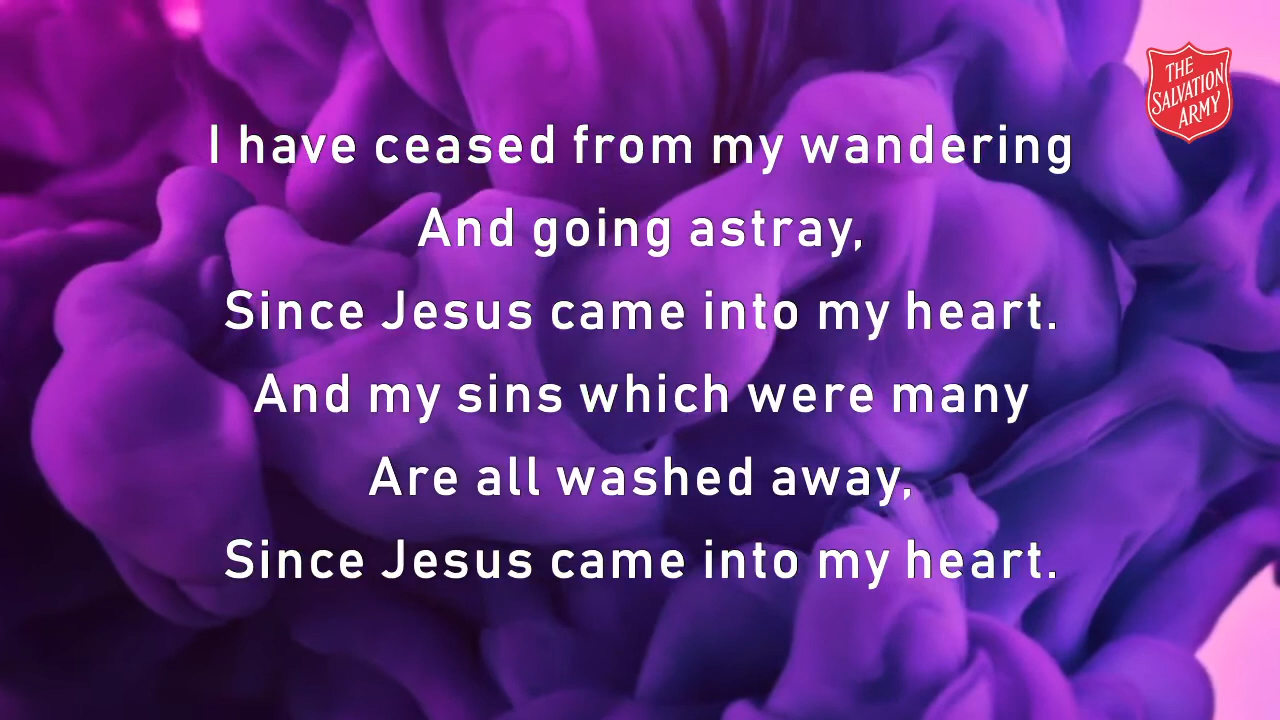 THE
SALVATION
ARMY
I have ceased from my wandering
And going astray,
Since Jesus came into my heart.
And my sins which were many
Are all washed away,
Since Jesus came into my heart.